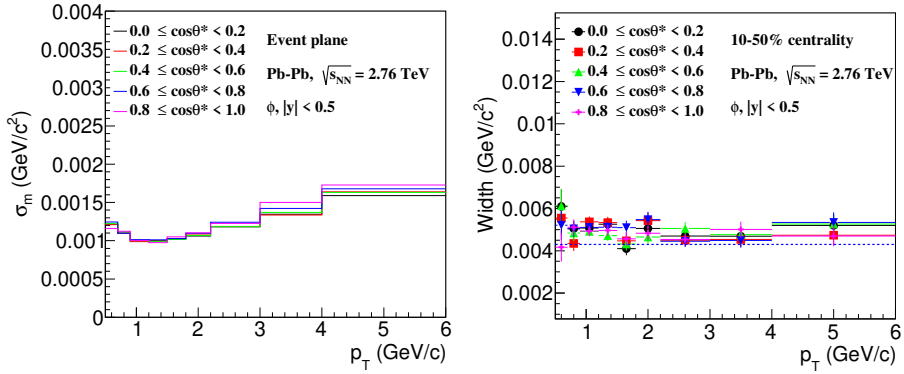 0.004
0.0035
0.003
0.0025
0.002
0.0015
0.001
0.0005
0
σm (GeV/c²)
0.0 ≤ cosθ* < 0.2
0.2 ≤ cosθ* < 0.4
0.4 ≤ cosθ* < 0.6
0.6 ≤ cosθ* < 0.8
0.8 ≤ cosθ* < 1.0
Event plane
Pb-Pb, √sNN = 2.76 TeV
ϕ, |y| < 0.5
1 2 3 4 5 6
pT (GeV/c)
0.014
0.012
0.01
0.008
0.006
0.004
0.002
Width (GeV/c²)
0.0 ≤ cosθ* < 0.2
0.2 ≤ cosθ* < 0.4
0.4 ≤ cosθ* < 0.6
0.6 ≤ cosθ* < 0.8
0.8 ≤ cosθ* < 1.0
10-50% centrality
Pb-Pb, √sNN = 2.76 TeV
ϕ, |y| < 0.5
1 2 3 4 5 6
pT (GeV/c)